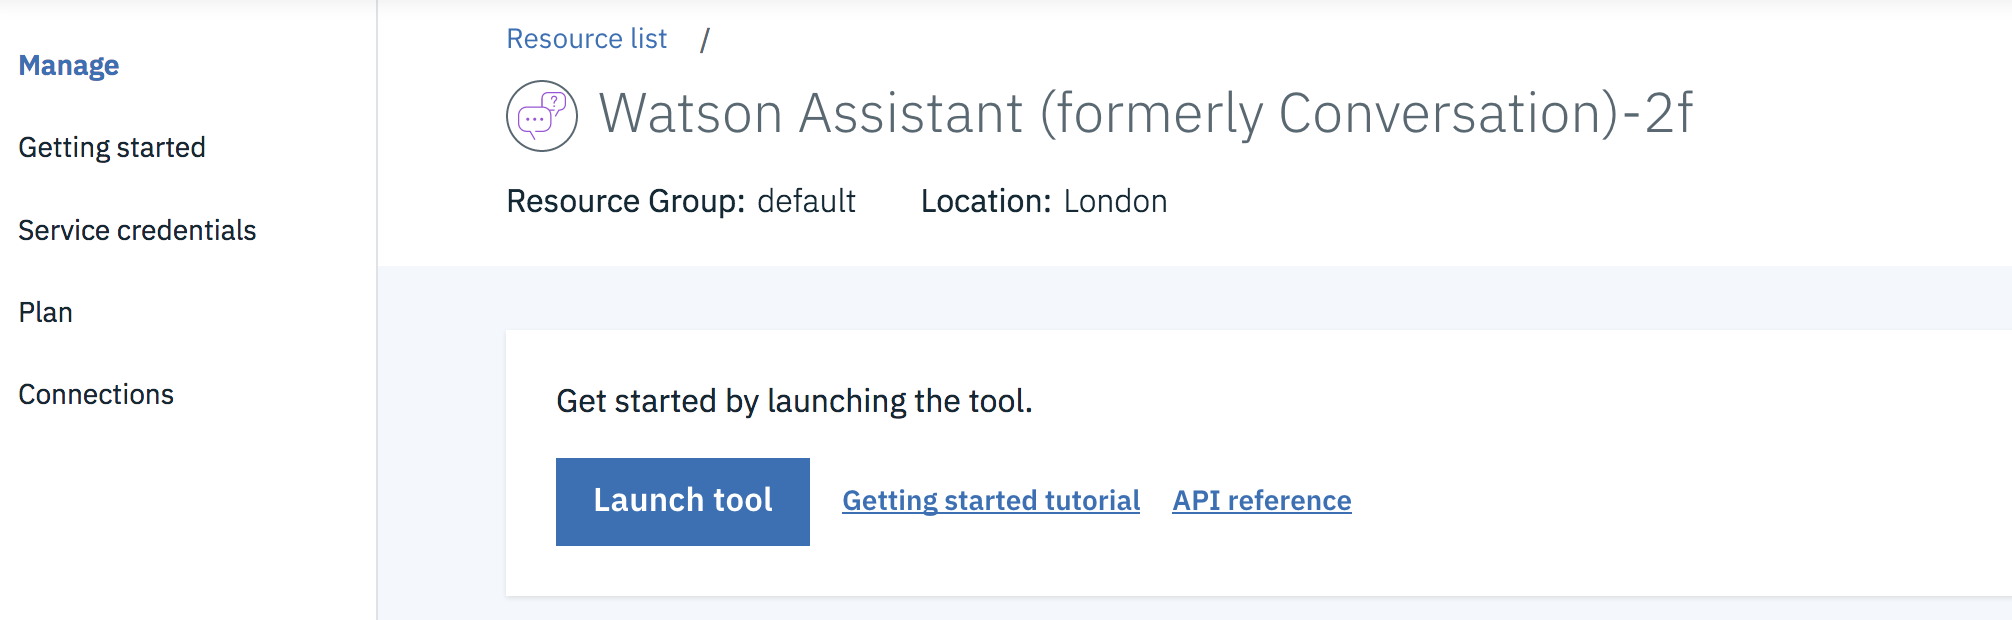 Manage
Getting started
Service credentials
Plan
Connections
Resource list /
Watson Assistant (formerly Conversation)-2f
Resource Group: default Location: London
Get started by launching the tool.
Launch tool Getting started tutorial API reference